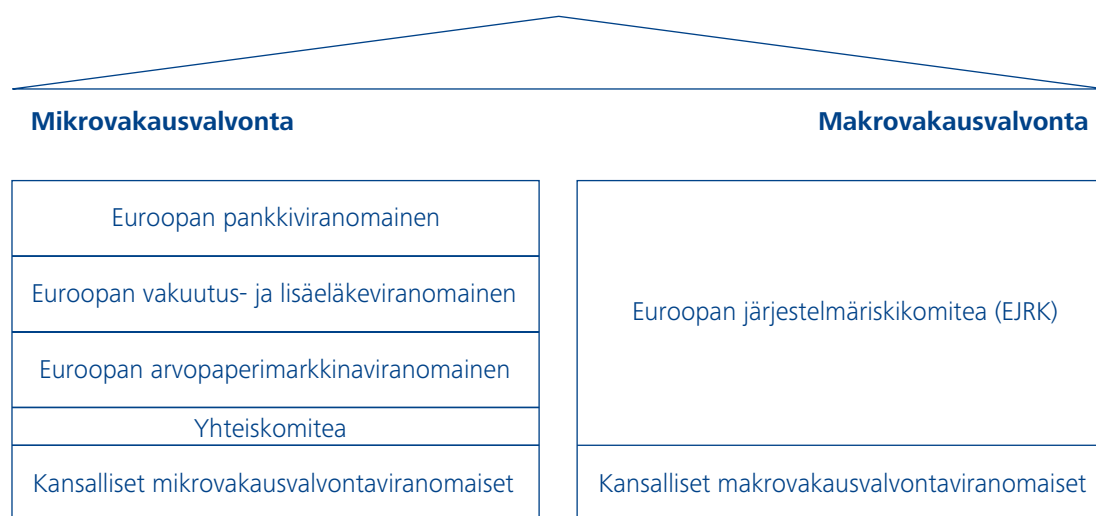 Mikrovakausvalvonta
Makrovakausvalvonta
Euroopan pankkiviranomainen
Euroopan vakuutus- ja lisäeläkeviranomainen
Euroopan arvopaperimarkkinaviranomainen
Yhteiskomitea
Kansalliset mikrovakausvalvontaviranomaiset
Euroopan järjestelmäriskikomitea (EJRK)
Kansalliset makrovakausvalvontaviranomaiset